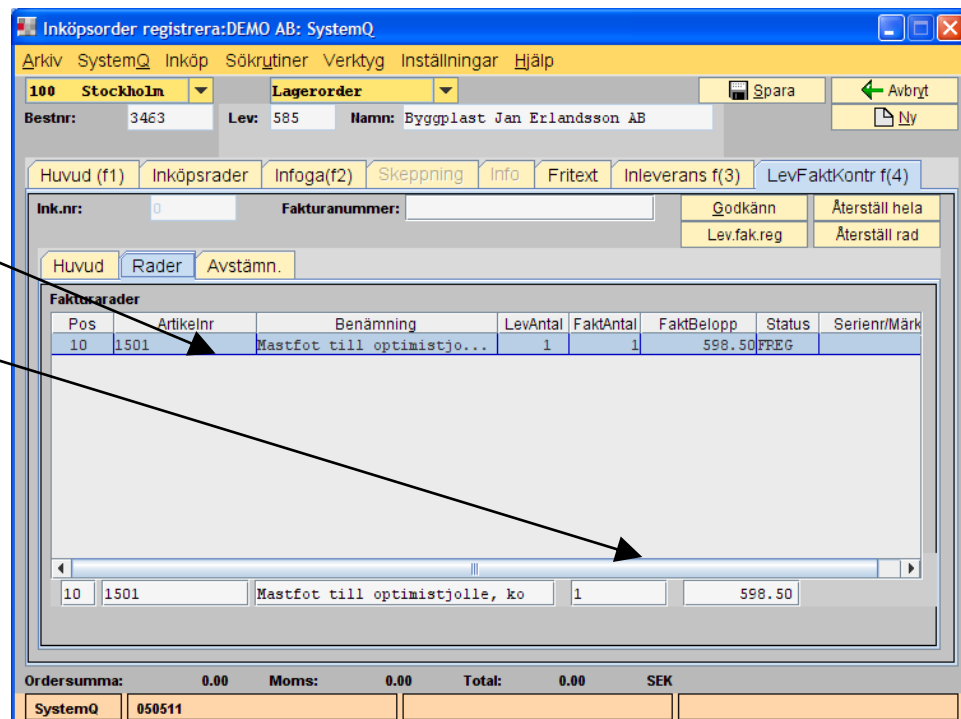 Inköpsorder registrera:DEMO AB: SystemQ
Arkiv SystemQ Inköp Sökrutiner Verktyg Inställningar Hjälp
100 Stockholm Lagerorder Spara Avbryt
Bestnr: 3463 Lev: 585 Namn: Byggplast Jan Erlandsson AB Ny
Huvud (f1) Inköpsrader Infoga(f2) Skeppning Info Fritext Inleverans f(3) LevFaktKontr f(4)
Ink.nr: 0 Fakturanummer: Godkänn Återställ hela
Lev.fak.reg Återställ rad
Huvud Rader Avstämn.
Fakturarader
Pos Artikelnr Benämning LevAntal FaktAntal FaktBelopp Status Serienr/Märk
10 1501 Mastfot till optimistjo... 1 1 598.50 FREG
10 1501 Mastfot till optimistjolle, ko 1 598.50
Ordersumma: 0.00 Moms: 0.00 Total: 0.00 SEK
SystemQ 050511